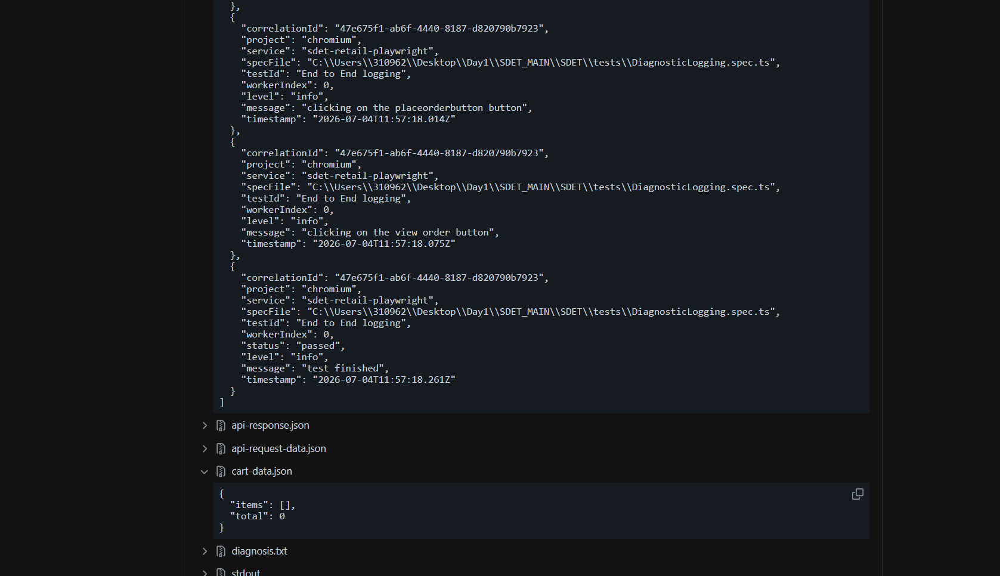 },
{
"correlationId": "47e675f1-ab6f-4440-8187-d820790b7923",
"project": "chromium",
"service": "sdet-retail-playwright",
"specFile": "C:\\Users\\310962\\Desktop\\Day1\\SDET_MAIN\\SDET\\tests\\DiagnosticLogging.spec.ts",
"testId": "End to End logging",
"workerIndex": 0,
"level": "info",
"message": "clicking on the placeorderbutton button",
"timestamp": "2026-07-04T11:57:18.014Z"
},
{
"correlationId": "47e675f1-ab6f-4440-8187-d820790b7923",
"project": "chromium",
"service": "sdet-retail-playwright",
"specFile": "C:\\Users\\310962\\Desktop\\Day1\\SDET_MAIN\\SDET\\tests\\DiagnosticLogging.spec.ts",
"testId": "End to End logging",
"workerIndex": 0,
"level": "info",
"message": "clicking on the view order button",
"timestamp": "2026-07-04T11:57:18.075Z"
},
{
"correlationId": "47e675f1-ab6f-4440-8187-d820790b7923",
"project": "chromium",
"service": "sdet-retail-playwright",
"specFile": "C:\\Users\\310962\\Desktop\\Day1\\SDET_MAIN\\SDET\\tests\\DiagnosticLogging.spec.ts",
"testId": "End to End logging",
"workerIndex": 0,
"status": "passed",
"level": "info",
"message": "test finished",
"timestamp": "2026-07-04T11:57:18.261Z"
}
]
api-response.json
api-request-data.json
cart-data.json
{
"items": [],
"total": 0
}
diagnosis.txt
stdout